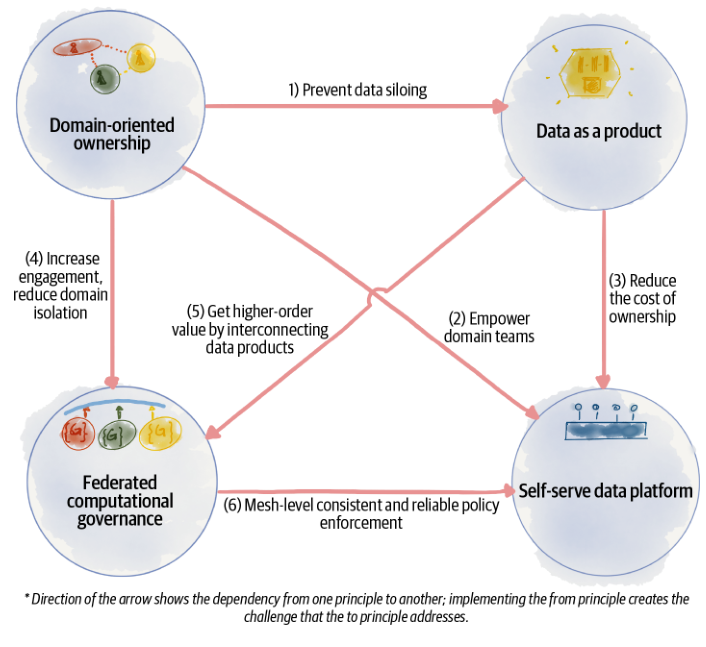 Domain-oriented
ownership
1) Prevent data siloing
Data as a product
(4) Increase
engagement,
reduce domain
isolation
(5) Get higher-order
value by interconnecting
data products
(2) Empower
domain teams
(3) Reduce
the cost of
ownership
{G}
{G}
{G}
Federated
computational
governance
Self-serve data platform
(6) Mesh-level consistent and reliable policy
enforcement
* Direction of the arrow shows the dependency from one principle to another; implementing the from principle creates the
challenge that the to principle addresses.